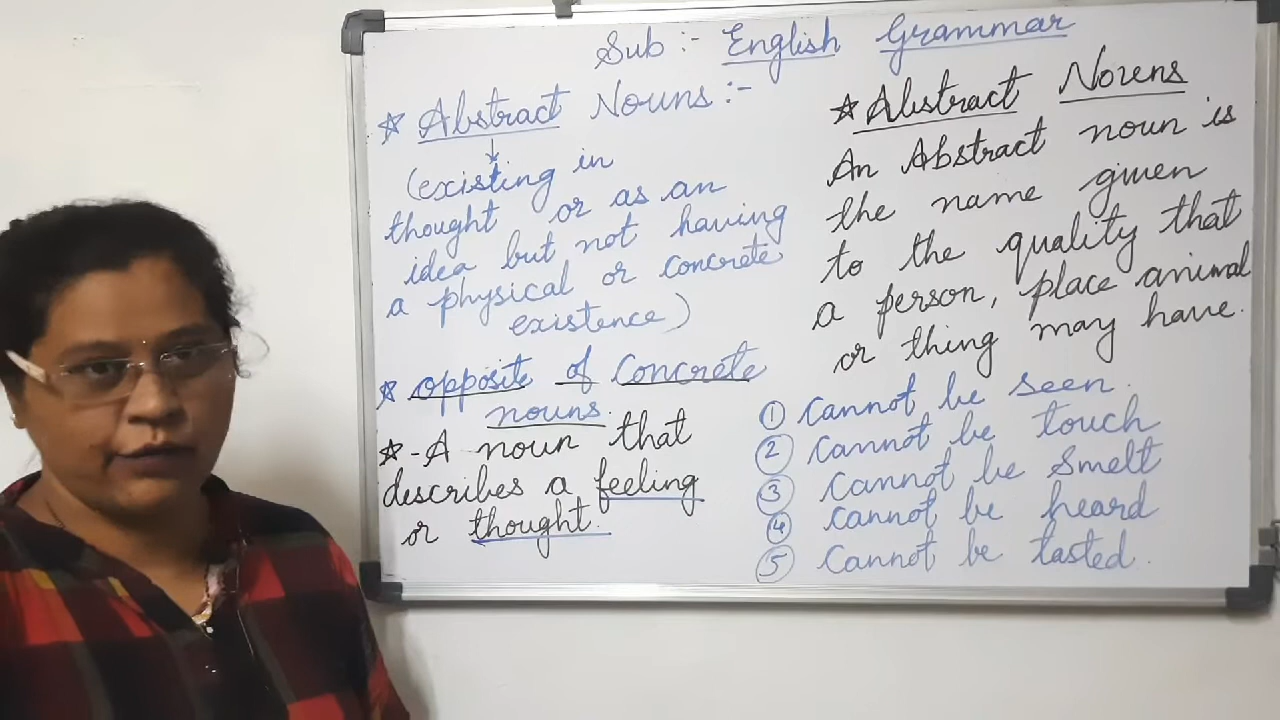 Sub :- English Grammar
* Abstract Nouns :-
↓
(existing in
thought or as an
idea but not having
a physical or concrete
existence)
* opposite of Concrete
nouns.
* - A noun that
describes a feeling
or thought.
* Abstract Nouns
An Abstract noun is
the name given
to the quality that
a person, place animal
or thing may have.
① Cannot be seen.
② Cannot be touch
③ Cannot be smelt
④ Cannot be heard
⑤ Cannot be tasted.